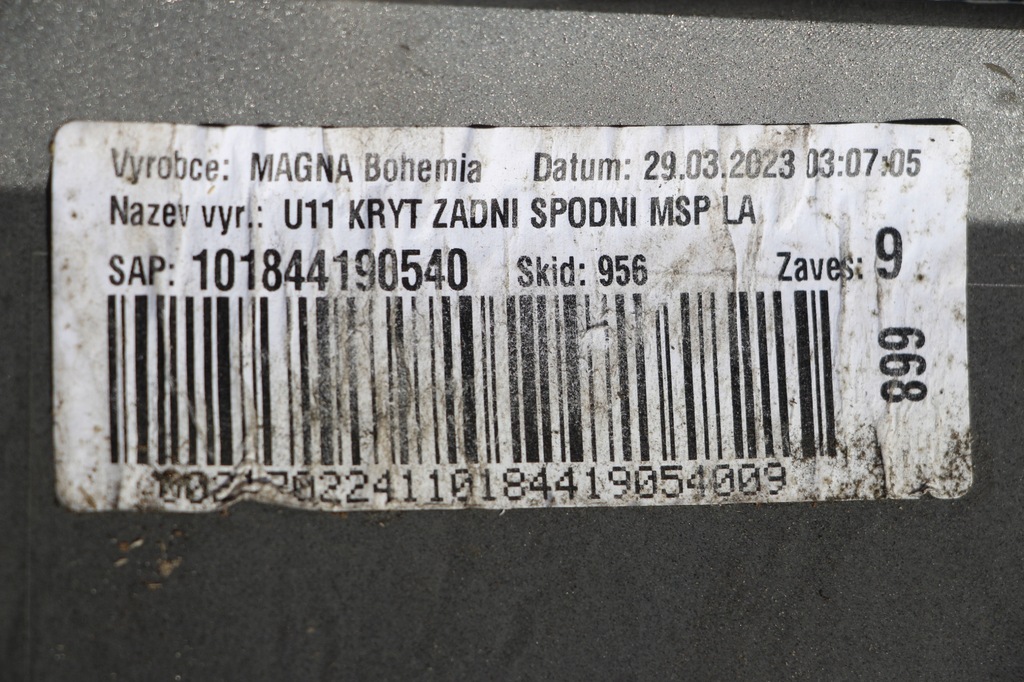 Vyrobce: MAGNA Bohemia Datum: 29.03.2023 03:07:05
Nazev vyr.: U11 KRYT ZADNI SPODNI MSP LA
SAP: 101844190540 Skid: 956 Zaves: 9
899